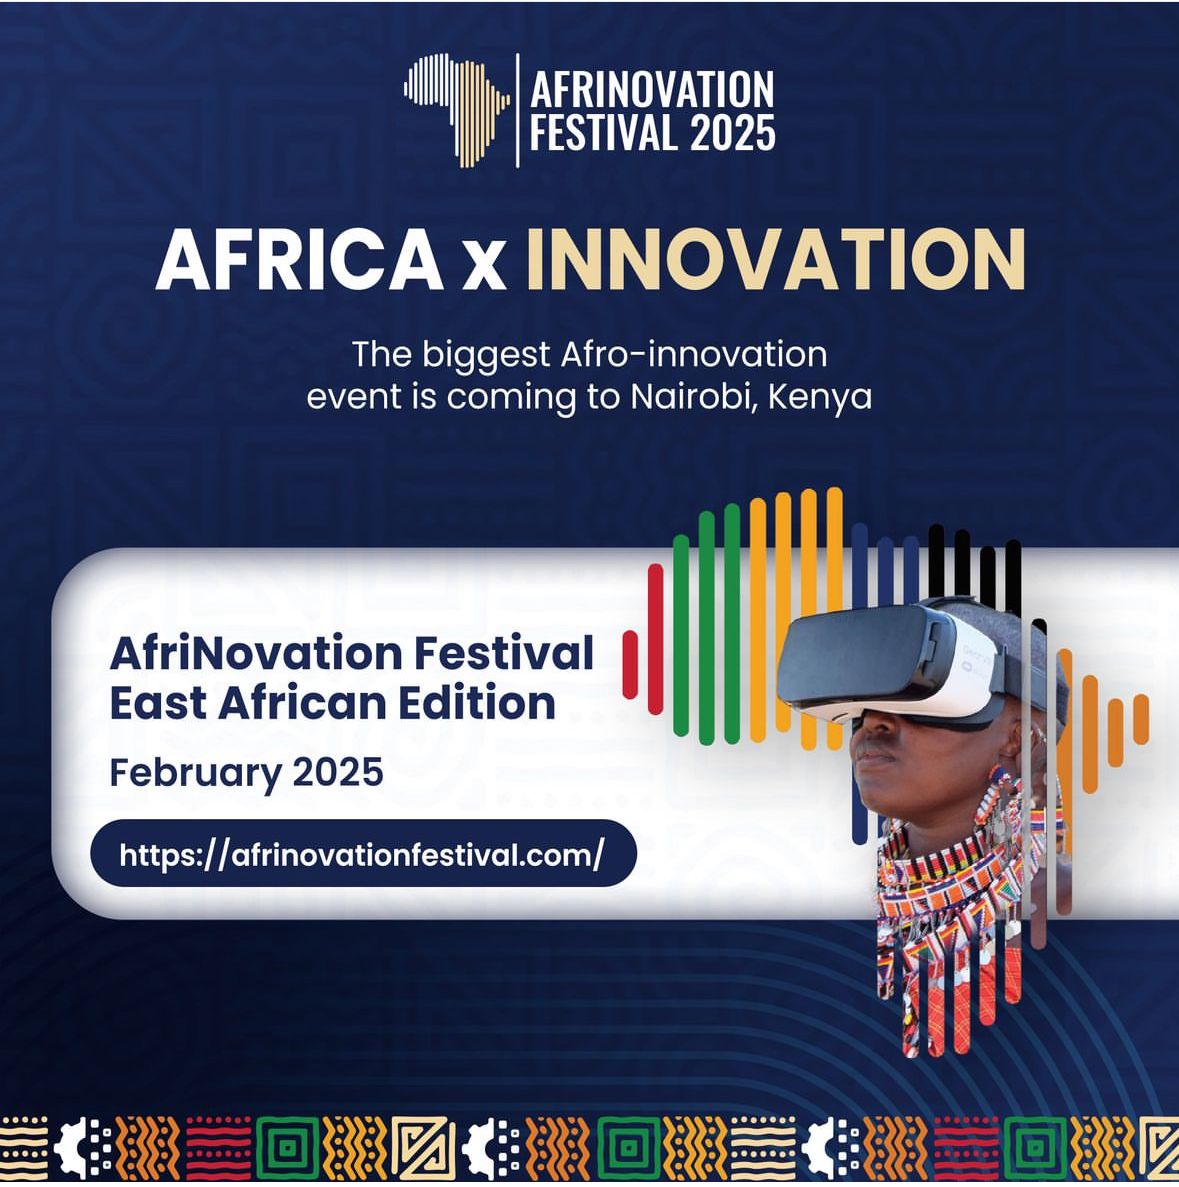 AFRINOVATION
FESTIVAL 2025
AFRICA x INNOVATION
The biggest Afro-innovation
event is coming to Nairobi, Kenya
AfriNovation Festival
East African Edition
February 2025
https://afrinovationfestival.com/